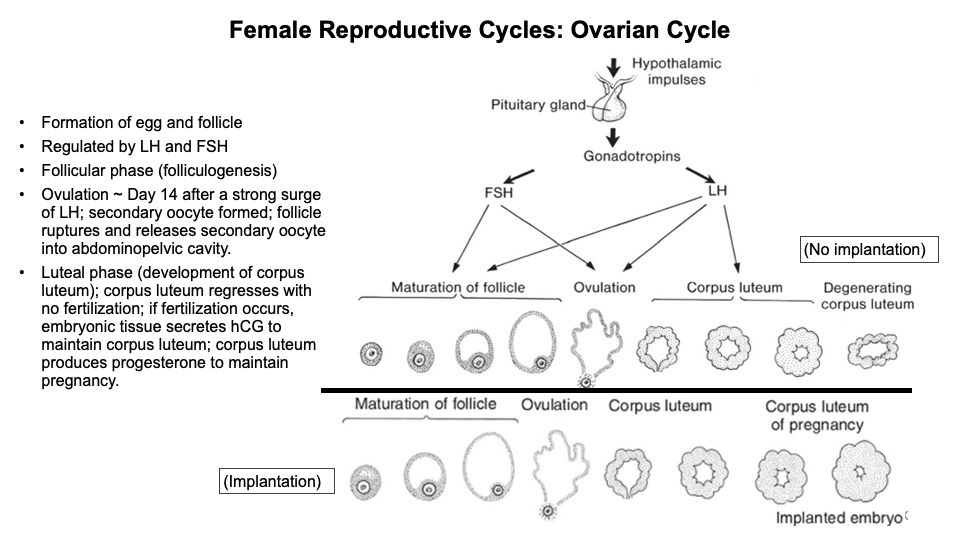 Female Reproductive Cycles: Ovarian Cycle
Hypothalamic
impulses
Pituitary gland
Gonadotropins
FSH
LH
• Formation of egg and follicle
• Regulated by LH and FSH
• Follicular phase (folliculogenesis)
• Ovulation ~ Day 14 after a strong surge
of LH; secondary oocyte formed; follicle
ruptures and releases secondary oocyte
into abdominopelvic cavity.
• Luteal phase (development of corpus
luteum); corpus luteum regresses with
no fertilization; if fertilization occurs,
embryonic tissue secretes hCG to
maintain corpus luteum; corpus luteum
produces progesterone to maintain
pregnancy.
(No implantation)
Maturation of follicle
Ovulation
Corpus luteum
Degenerating
corpus luteum
Maturation of follicle
Ovulation
Corpus luteum
Corpus luteum
of pregnancy
(Implantation)
Implanted embryo